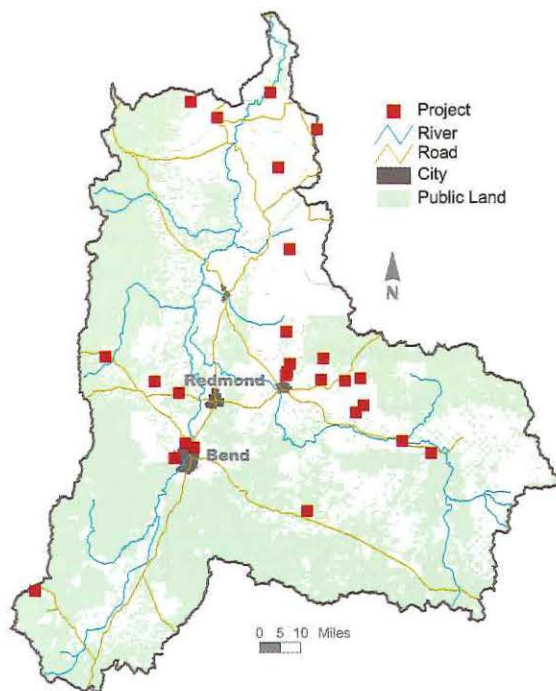 Project
River
Road
City
Public Land
N
Redmond
Bend
0 5 10 Miles